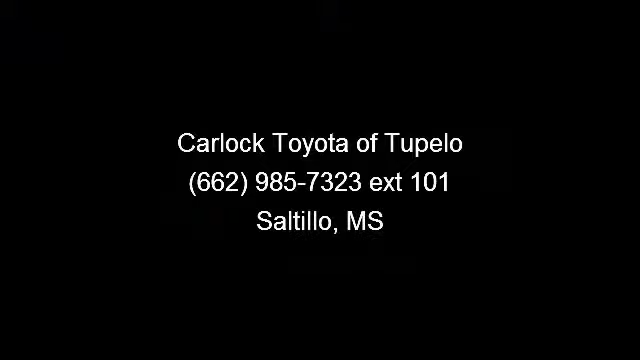 Carlock Toyota of Tupelo
(662) 985-7323 ext 101
Saltillo, MS